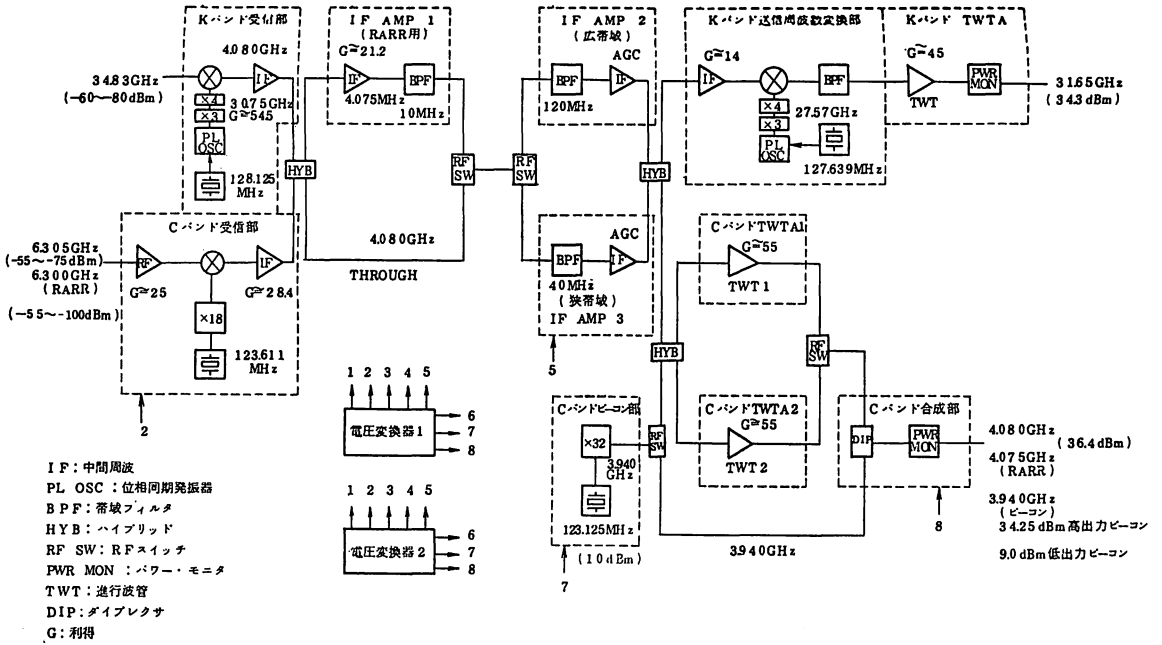 Kバンド受信部
4.080GHz
34.83GHz
(-60~-80dBm)
IF
×4
×3
30.75GHz
G≅54.5
PL
OSC
128.125
MHz
IF AMP 1
(RARR用)
G≅21.2
IF
BPF
4.075MHz
10MHz
HYB
RF
SW
4.080GHz
THROUGH
Cバンド受信部
6.305GHz
(-55~-75dBm)
6.300GHz
(RARR)
(-55~-100dBm)
RF
IF
G≅25
G≅28.4
×18
123.611
MHz
2
IF AMP 2
(広帯域)
AGC
BPF
IF
120MHz
RF
SW
HYB
AGC
BPF
IF
40MHz
(狭帯域)
IF AMP 3
5
Kバンド送信周波数変換部
G≅14
IF
BPF
×4
×3
27.57GHz
PL
OSC
127.639MHz
Kバンド TWTA
G≅45
TWT
PWR
MON
31.65GHz
(34.3dBm)
CバンドTWTA1
G≅55
TWT 1
HYB
RF
SW
CバンドTWTA2
G≅55
TWT 2
Cバンドビーコン部
×32
3.940
GHz
123.125MHz
(10dBm)
7
RF
SW
3.940GHz
Cバンド合成部
DIP
PWR
MON
8
4.080GHz
(36.4dBm)
4.075GHz
(RARR)
3.940GHz
(ビーコン)
34.25dBm高出力ビーコン
9.0dBm低出力ビーコン
1 2 3 4 5
電圧変換器1
6
7
8
1 2 3 4 5
電圧変換器2
6
7
8
IF:中間周波
PL OSC:位相同期発振器
BPF:帯域フィルタ
HYB:ハイブリッド
RF SW:RFスイッチ
PWR MON:パワー・モニタ
TWT:進行波管
DIP:ダイプレクサ
G:利得